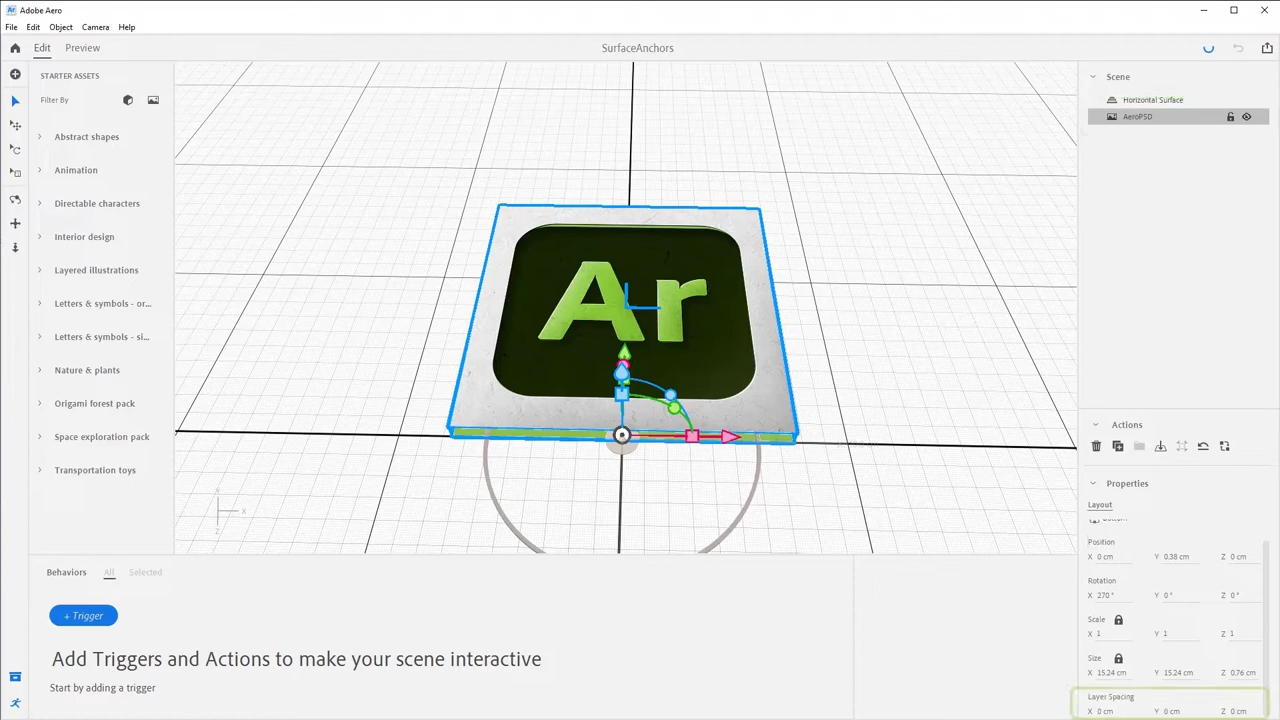 Adobe Aero
File Edit Object Camera Help
Edit Preview SurfaceAnchors
STARTER ASSETS
Filter By
Abstract shapes
Animation
Directable characters
Interior design
Layered illustrations
Letters & symbols - or...
Letters & symbols - si...
Nature & plants
Origami forest pack
Space exploration pack
Transportation toys
Ar
X
Scene
Horizontal Surface
AeroPSD
Actions
Properties
Layout
Position
X 0 cm Y 0.38 cm Z 0 cm
Rotation
X 270 ° Y 0 ° Z 0 °
Scale
X 1 Y 1 Z 1
Size
X 15.24 cm Y 15.24 cm Z 0.76 cm
Layer Spacing
X 0 cm Y 0 cm Z 0 cm
Behaviors All Selected
+ Trigger
Add Triggers and Actions to make your scene interactive
Start by adding a trigger